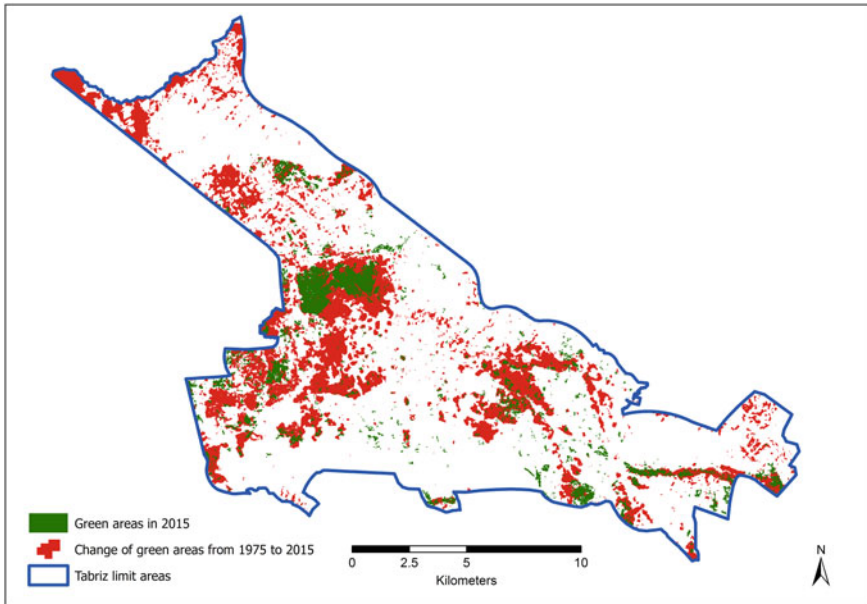 Green areas in 2015
Change of green areas from 1975 to 2015
Tabriz limit areas
0 2.5 5 10
Kilometers
N